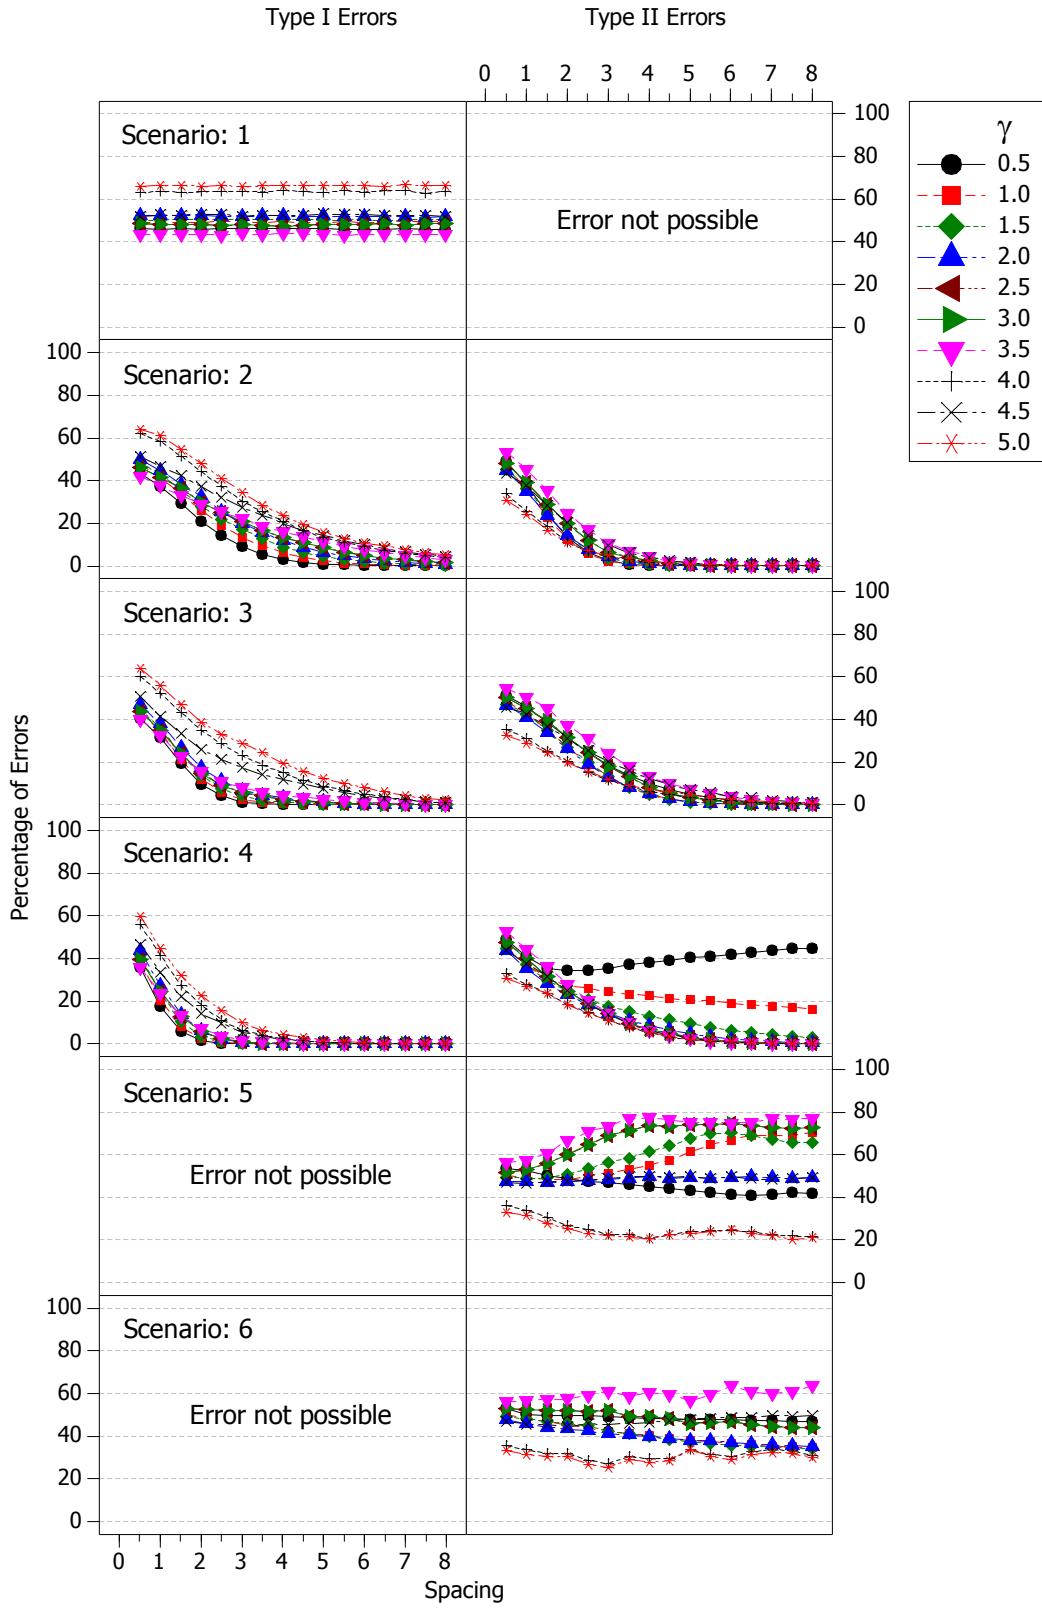 Type I Errors
Type II Errors
0 1 2 3 4 5 6 7 8
Scenario: 1
Error not possible
100
80
60
40
20
0
γ
0.5
1.0
1.5
2.0
2.5
3.0
3.5
4.0
4.5
5.0
100
80
60
40
20
0
Scenario: 2
Scenario: 3
100
80
60
40
20
0
100
80
60
40
20
0
Scenario: 4
Scenario: 5
Error not possible
100
80
60
40
20
0
100
80
60
40
20
0
Scenario: 6
Error not possible
Percentage of Errors
0 1 2 3 4 5 6 7 8
Spacing